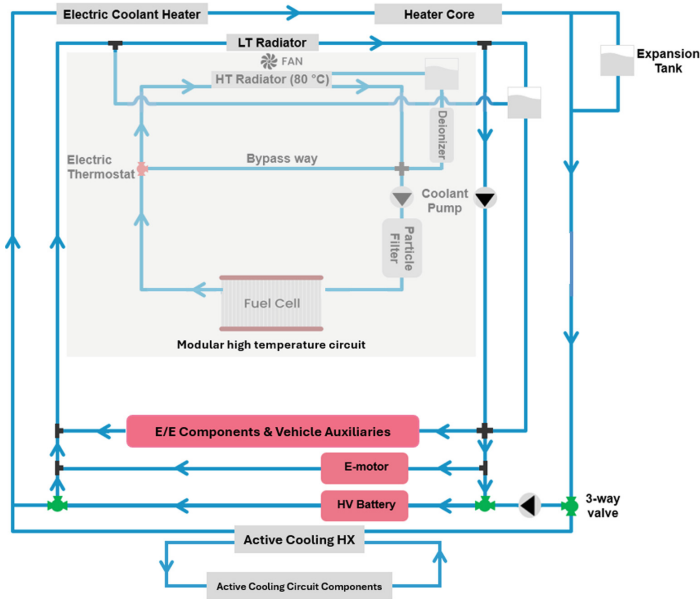 Electric Coolant Heater
Heater Core
LT Radiator
FAN
HT Radiator (80 °C)
Expansion
Tank
Deionizer
Electric
Thermostat
Bypass way
Coolant
Pump
Particle
Filter
Fuel Cell
Modular high temperature circuit
E/E Components & Vehicle Auxiliaries
E-motor
HV Battery
3-way
valve
Active Cooling HX
Active Cooling Circuit Components